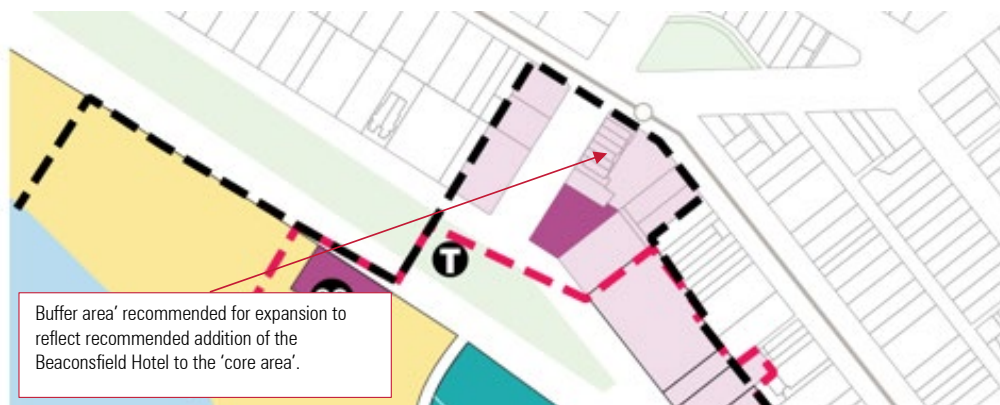 T
Buffer area’ recommended for expansion to
reflect recommended addition of the
Beaconsfield Hotel to the ‘core area’.